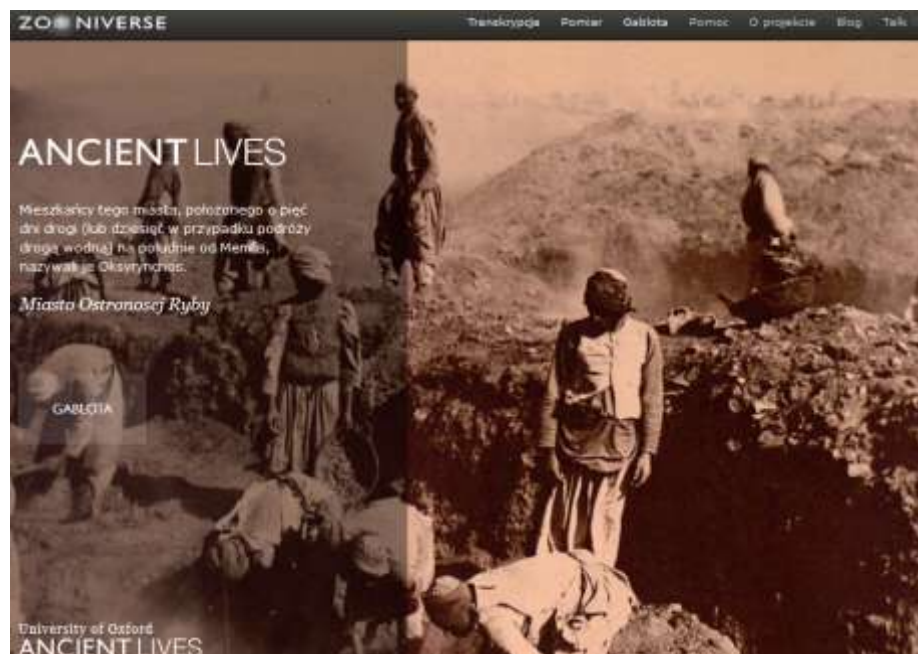 ZOONIVERSE
Transkrypcja Pomiar Gablota Pomoc O projekcie Blog Talk
ANCIENT LIVES
Mieszkańcy tego miasta, położonego o pięć
dni drogi (lub dziesięć w przypadku podróży
drogą wodną) na południe od Memfis,
nazywali je Oksyrynchos.
Miasto Ostronosej Ryby
GABLOTA
University of Oxford
ANCIENT LIVES